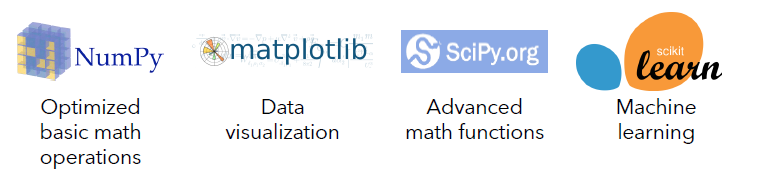 NumPy
matplotlib
SciPy.org
scikit
learn
Optimized
basic math
operations
Data
visualization
Advanced
math functions
Machine
learning